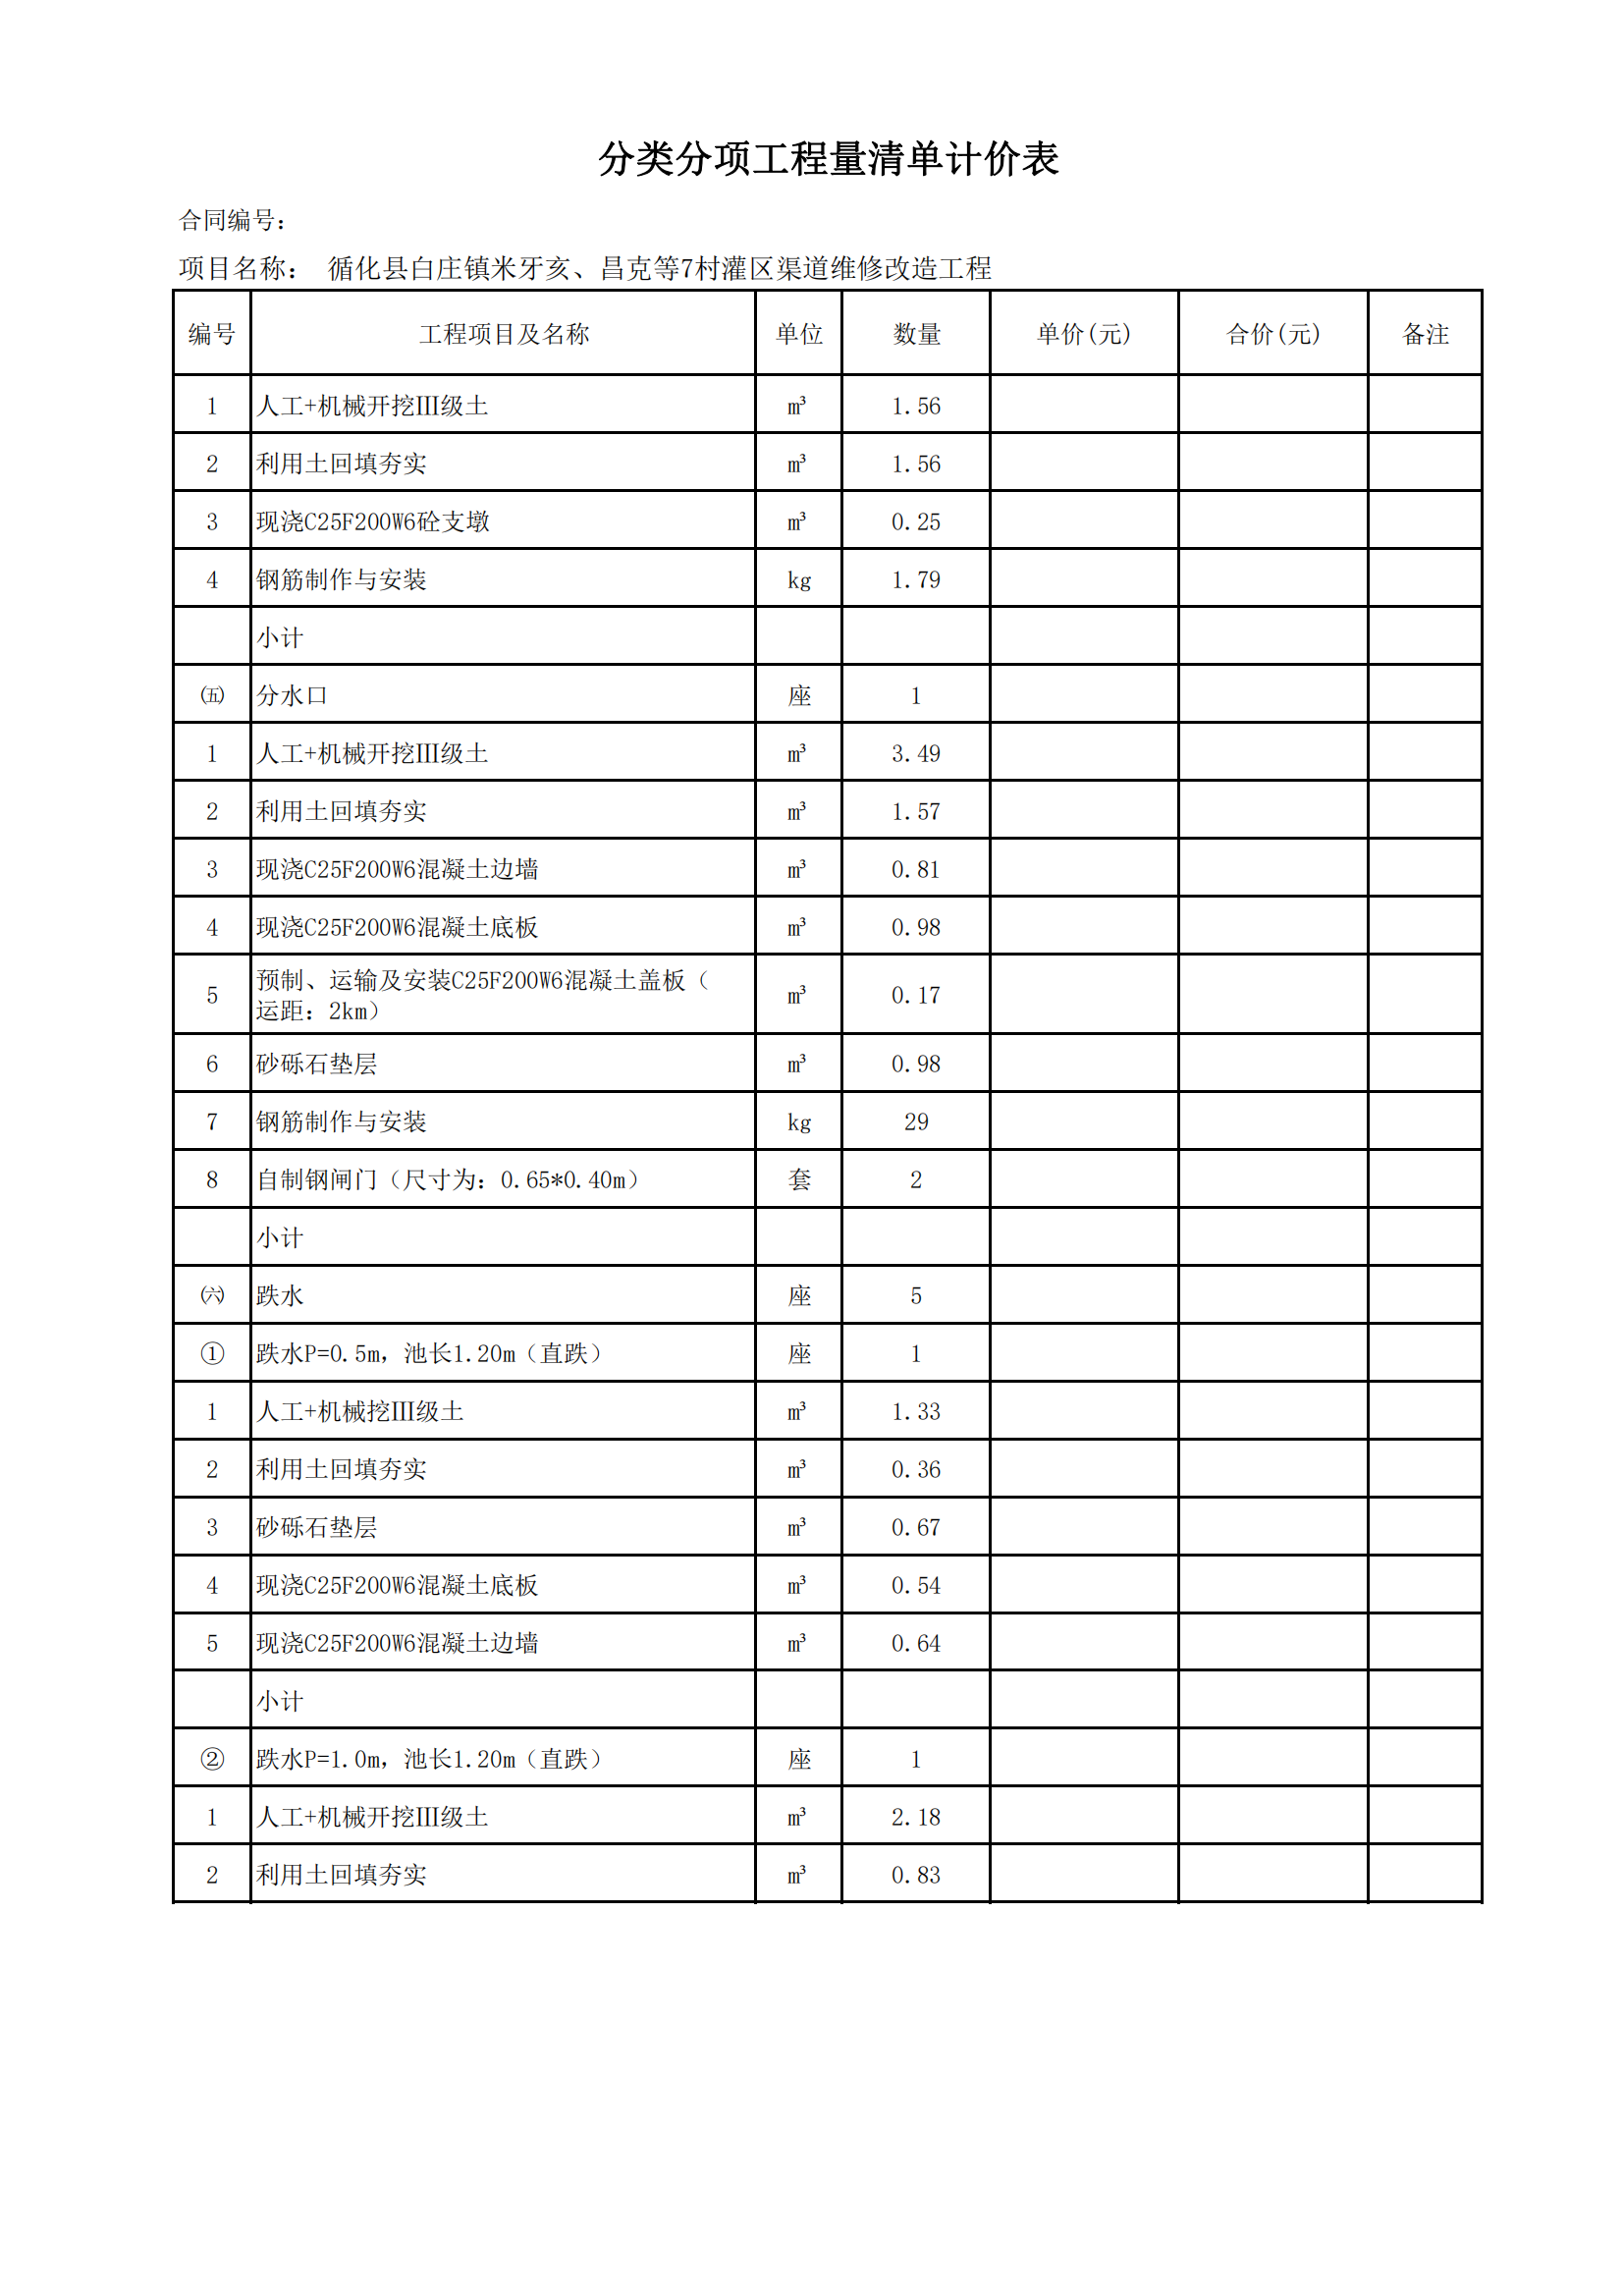 分类分项工程量清单计价表
合同编号：
项目名称： 循化县白庄镇米牙亥、昌克等7村灌区渠道维修改造工程
编号 工程项目及名称 单位 数量 单价(元) 合价(元) 备注
1 人工+机械开挖Ⅲ级土 m³ 1.56
2 利用土回填夯实 m³ 1.56
3 现浇C25F200W6砼支墩 m³ 0.25
4 钢筋制作与安装 kg 1.79
小计
㈤ 分水口 座 1
1 人工+机械开挖Ⅲ级土 m³ 3.49
2 利用土回填夯实 m³ 1.57
3 现浇C25F200W6混凝土边墙 m³ 0.81
4 现浇C25F200W6混凝土底板 m³ 0.98
5 预制、运输及安装C25F200W6混凝土盖板（
运距：2km） m³ 0.17
6 砂砾石垫层 m³ 0.98
7 钢筋制作与安装 kg 29
8 自制钢闸门（尺寸为：0.65*0.40m） 套 2
小计
㈥ 跌水 座 5
① 跌水P=0.5m，池长1.20m（直跌） 座 1
1 人工+机械挖Ⅲ级土 m³ 1.33
2 利用土回填夯实 m³ 0.36
3 砂砾石垫层 m³ 0.67
4 现浇C25F200W6混凝土底板 m³ 0.54
5 现浇C25F200W6混凝土边墙 m³ 0.64
小计
② 跌水P=1.0m，池长1.20m（直跌） 座 1
1 人工+机械开挖Ⅲ级土 m³ 2.18
2 利用土回填夯实 m³ 0.83